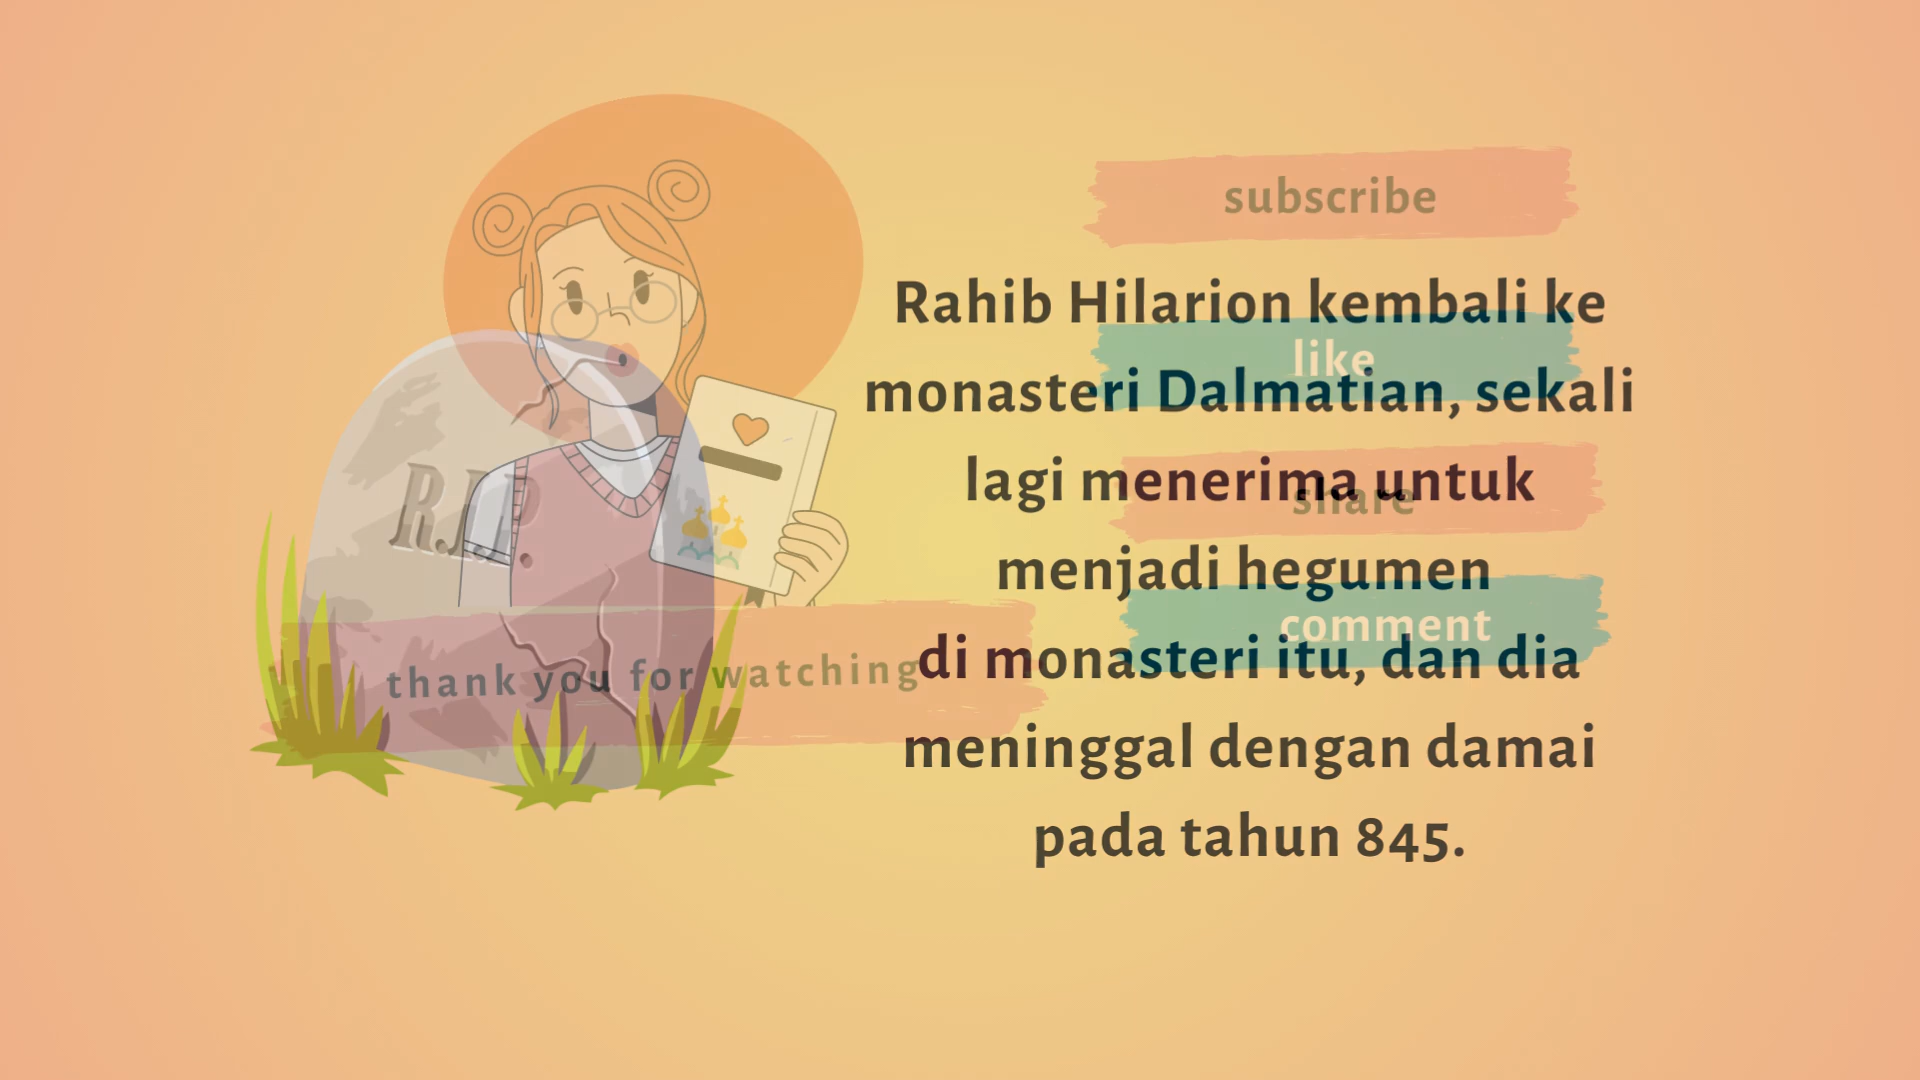 subscribe
Rahib Hilarion kembali ke
like
monasteri Dalmatian, sekali
lagi menerima untuk
share
menjadi hegumen
comment
di monasteri itu, dan dia
meninggal dengan damai
pada tahun 845.
R.I.P.
thank you for watching